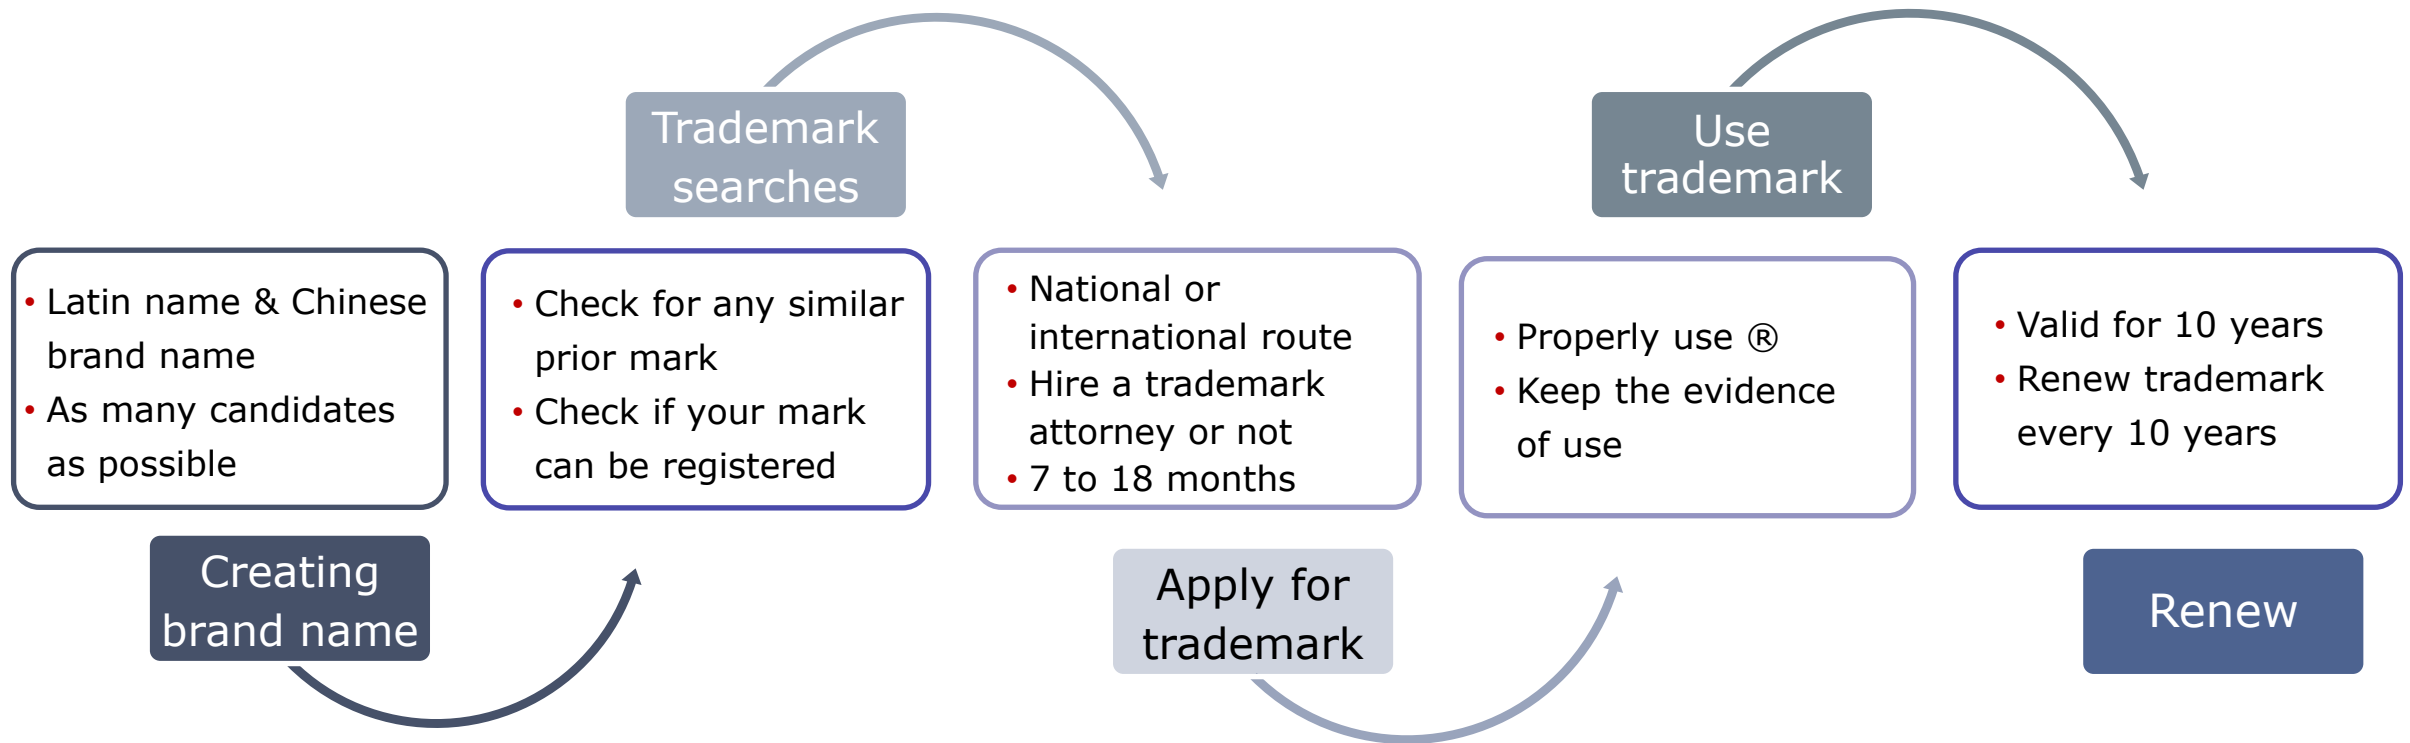 Creating
brand name
• Latin name & Chinese
brand name
• As many candidates
as possible
Trademark
searches
• Check for any similar
prior mark
• Check if your mark
can be registered
Apply for
trademark
• National or
international route
• Hire a trademark
attorney or not
• 7 to 18 months
Use
trademark
• Properly use ®
• Keep the evidence
of use
Renew
• Valid for 10 years
• Renew trademark
every 10 years